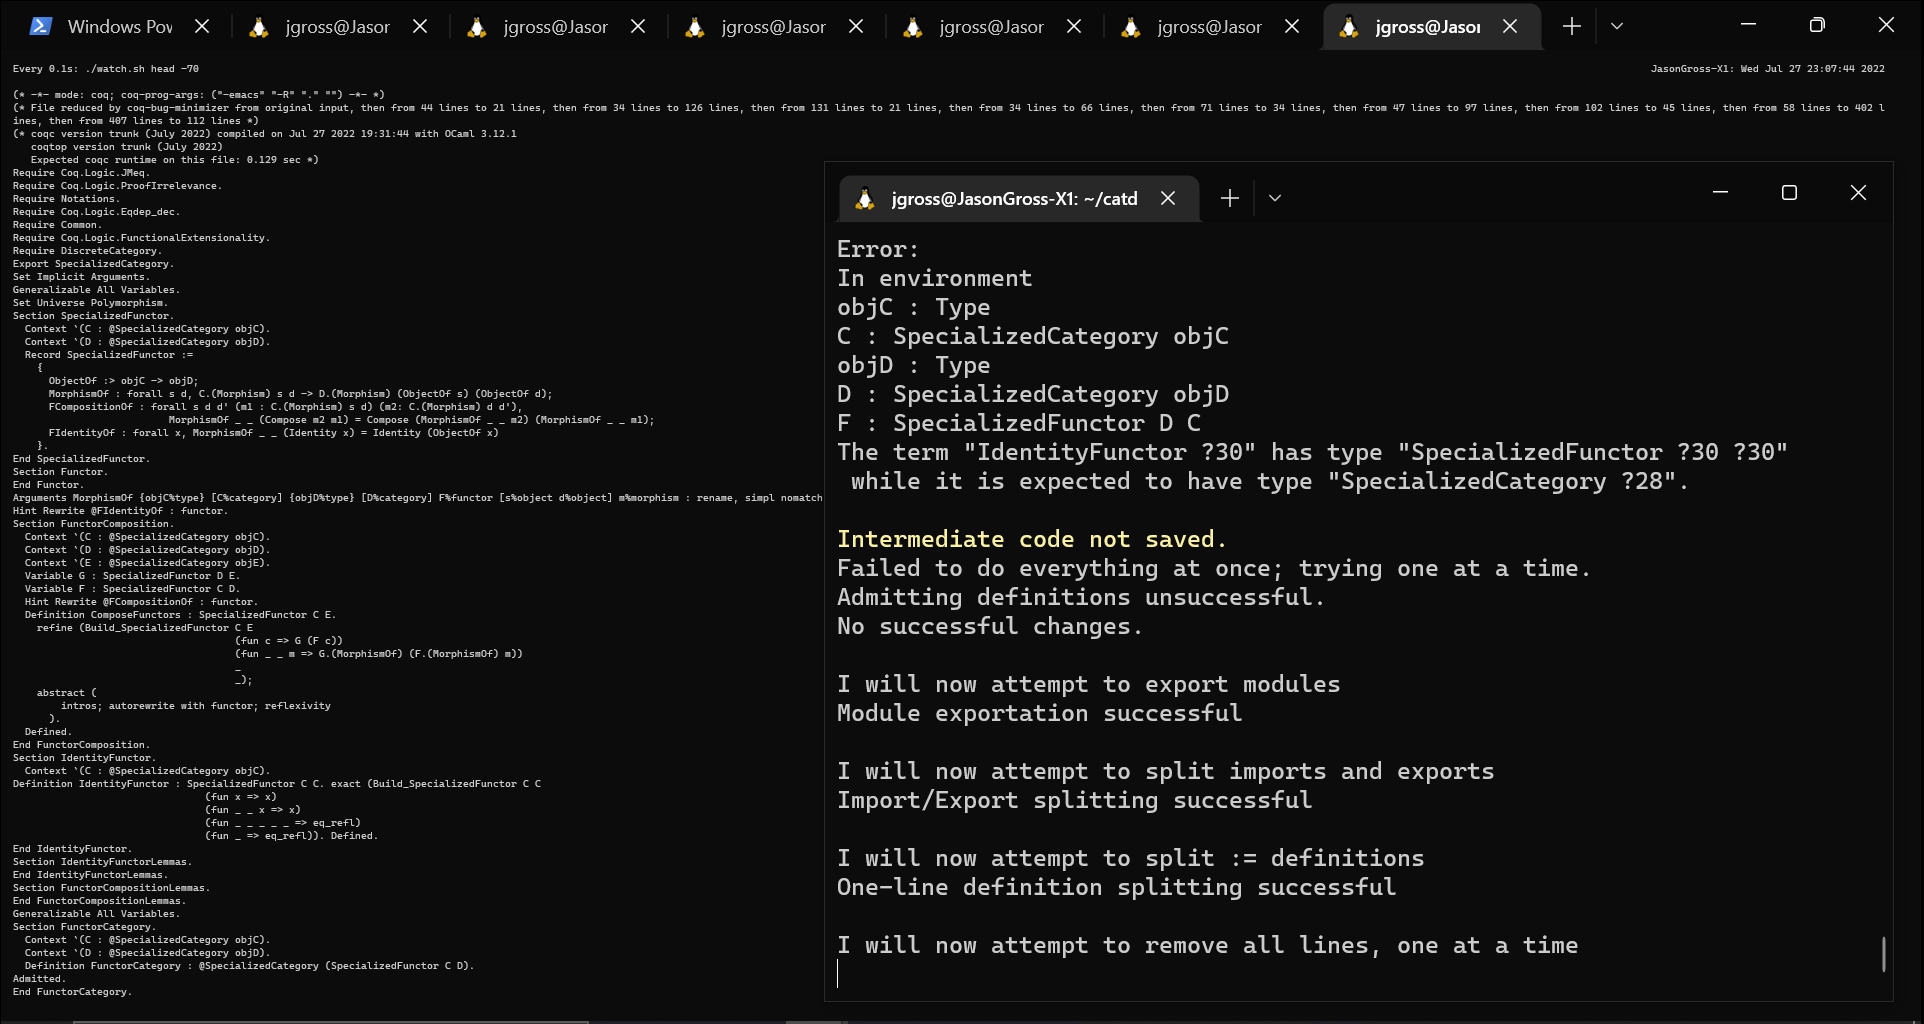 Windows Pov
jgross@Jasor
jgross@Jasor
jgross@Jasor
jgross@Jasor
jgross@Jasor
jgross@Jasor
Every 0.1s: ./watch.sh head -70
JasonGross-X1: Wed Jul 27 23:07:44 2022
(* -*- mode: coq; coq-prog-args: ("-emacs" "-R" "." "") -*- *)
(* File reduced by coq-bug-minimizer from original input, then from 44 lines to 21 lines, then from 34 lines to 126 lines, then from 131 lines to 21 lines, then from 34 lines to 66 lines, then from 71 lines to 34 lines, then from 47 lines to 97 lines, then from 102 lines to 45 lines, then from 58 lines to 402 l
ines, then from 407 lines to 112 lines *)
(* coqc version trunk (July 2022) compiled on Jul 27 2022 19:31:44 with OCaml 3.12.1
   coqtop version trunk (July 2022)
   Expected coqc runtime on this file: 0.129 sec *)
Require Coq.Logic.JMeq.
Require Coq.Logic.ProofIrrelevance.
Require Notations.
Require Coq.Logic.Eqdep_dec.
Require Common.
Require Coq.Logic.FunctionalExtensionality.
Require DiscreteCategory.
Export SpecializedCategory.
Set Implicit Arguments.
Generalizable All Variables.
Set Universe Polymorphism.
Section SpecializedFunctor.
  Context `(C : @SpecializedCategory objC).
  Context `(D : @SpecializedCategory objD).
  Record SpecializedFunctor :=
    {
      ObjectOf :> objC -> objD;
      MorphismOf : forall s d, C.(Morphism) s d -> D.(Morphism) (ObjectOf s) (ObjectOf d);
      FCompositionOf : forall s d d' (m1 : C.(Morphism) s d) (m2: C.(Morphism) d d'),
                          MorphismOf _ _ (Compose m2 m1) = Compose (MorphismOf _ _ m2) (MorphismOf _ _ m1);
      FIdentityOf : forall x, MorphismOf _ _ (Identity x) = Identity (ObjectOf x)
    }.
End SpecializedFunctor.
Section Functor.
End Functor.
Arguments MorphismOf {objC%type} [C%category] {objD%type} [D%category] F%functor [s%object d%object] m%morphism : rename, simpl nomatch
Hint Rewrite @FIdentityOf : functor.
Section FunctorComposition.
  Context `(C : @SpecializedCategory objC).
  Context `(D : @SpecializedCategory objD).
  Context `(E : @SpecializedCategory objE).
  Variable G : SpecializedFunctor D E.
  Variable F : SpecializedFunctor C D.
  Hint Rewrite @FCompositionOf : functor.
  Definition ComposeFunctors : SpecializedFunctor C E.
    refine (Build_SpecializedFunctor C E
                                     (fun c => G (F c))
                                     (fun _ _ m => G.(MorphismOf) (F.(MorphismOf) m))
                                     _
                                     _);
    abstract (
        intros; autorewrite with functor; reflexivity
      ).
  Defined.
End FunctorComposition.
Section IdentityFunctor.
  Context `(C : @SpecializedCategory objC).
Definition IdentityFunctor : SpecializedFunctor C C. exact (Build_SpecializedFunctor C C
                                (fun x => x)
                                (fun _ _ x => x)
                                (fun _ _ _ _ _ => eq_refl)
                                (fun _ => eq_refl)). Defined.
End IdentityFunctor.
Section IdentityFunctorLemmas.
End IdentityFunctorLemmas.
Section FunctorCompositionLemmas.
End FunctorCompositionLemmas.
Generalizable All Variables.
Section FunctorCategory.
  Context `(C : @SpecializedCategory objC).
  Context `(D : @SpecializedCategory objD).
  Definition FunctorCategory : @SpecializedCategory (SpecializedFunctor C D).
Admitted.
End FunctorCategory.
jgross@JasonGross-X1: ~/catd
Error:
In environment
objC : Type
C : SpecializedCategory objC
objD : Type
D : SpecializedCategory objD
F : SpecializedFunctor D C
The term "IdentityFunctor ?30" has type "SpecializedFunctor ?30 ?30"
 while it is expected to have type "SpecializedCategory ?28".
Intermediate code not saved.
Failed to do everything at once; trying one at a time.
Admitting definitions unsuccessful.
No successful changes.
I will now attempt to export modules
Module exportation successful
I will now attempt to split imports and exports
Import/Export splitting successful
I will now attempt to split := definitions
One-line definition splitting successful
I will now attempt to remove all lines, one at a time